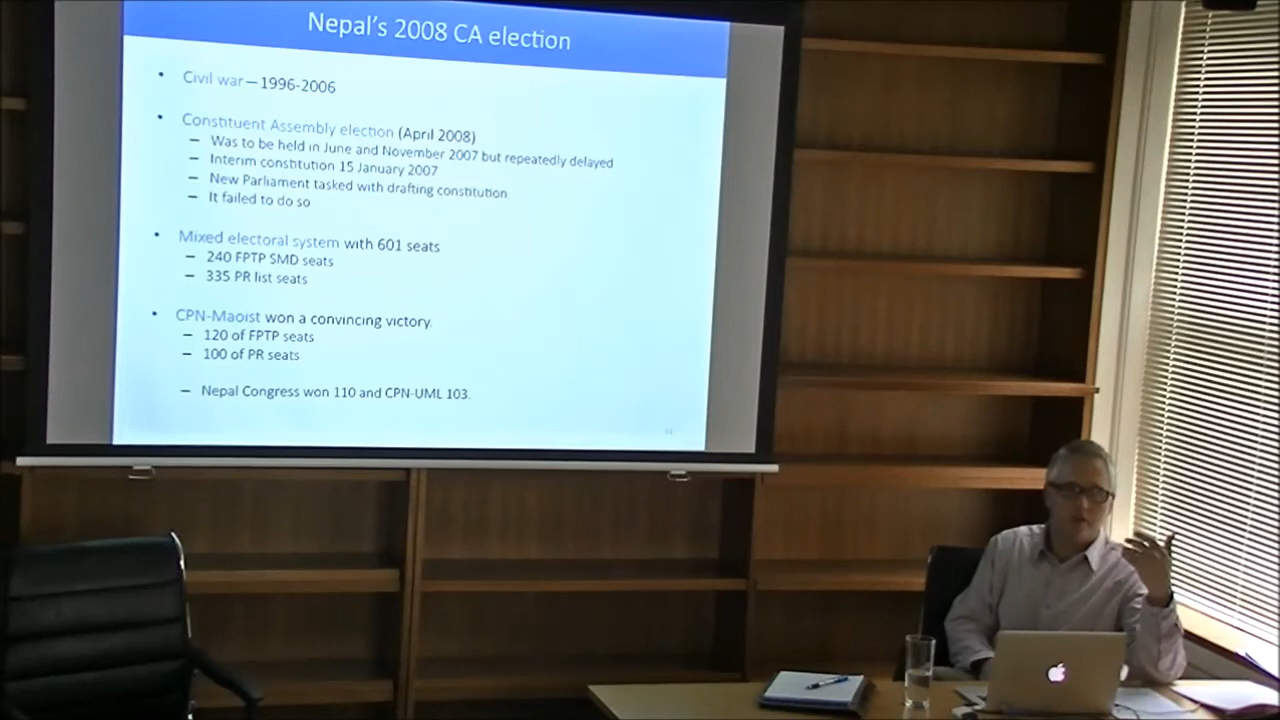 Nepal's 2008 CA election
• Civil war—1996-2006
• Constituent Assembly election (April 2008)
– Was to be held in June and November 2007 but repeatedly delayed
– Interim constitution 15 January 2007
– New Parliament tasked with drafting constitution
– It failed to do so
• Mixed electoral system with 601 seats
– 240 FPTP SMD seats
– 335 PR list seats
• CPN-Maoist won a convincing victory.
– 120 of FPTP seats
– 100 of PR seats
– Nepal Congress won 110 and CPN-UML 103.